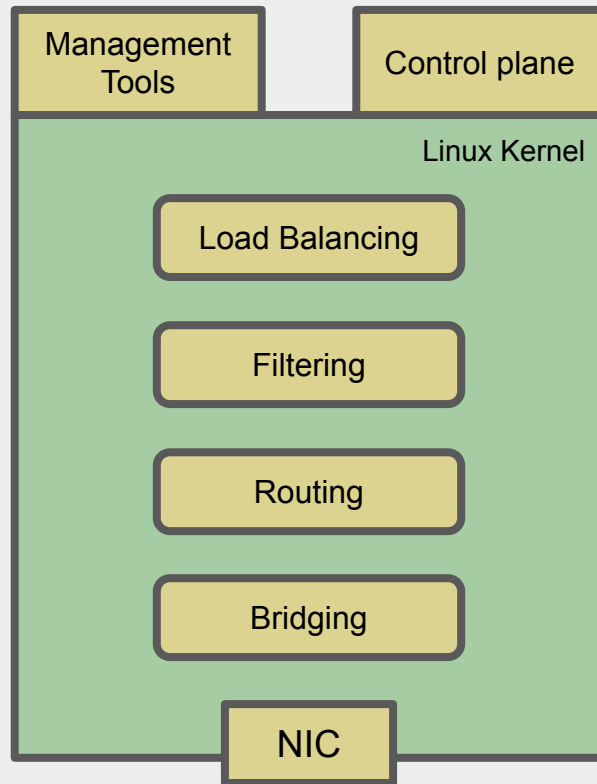 Management
Tools
Control plane
Linux Kernel
Load Balancing
Filtering
Routing
Bridging
NIC